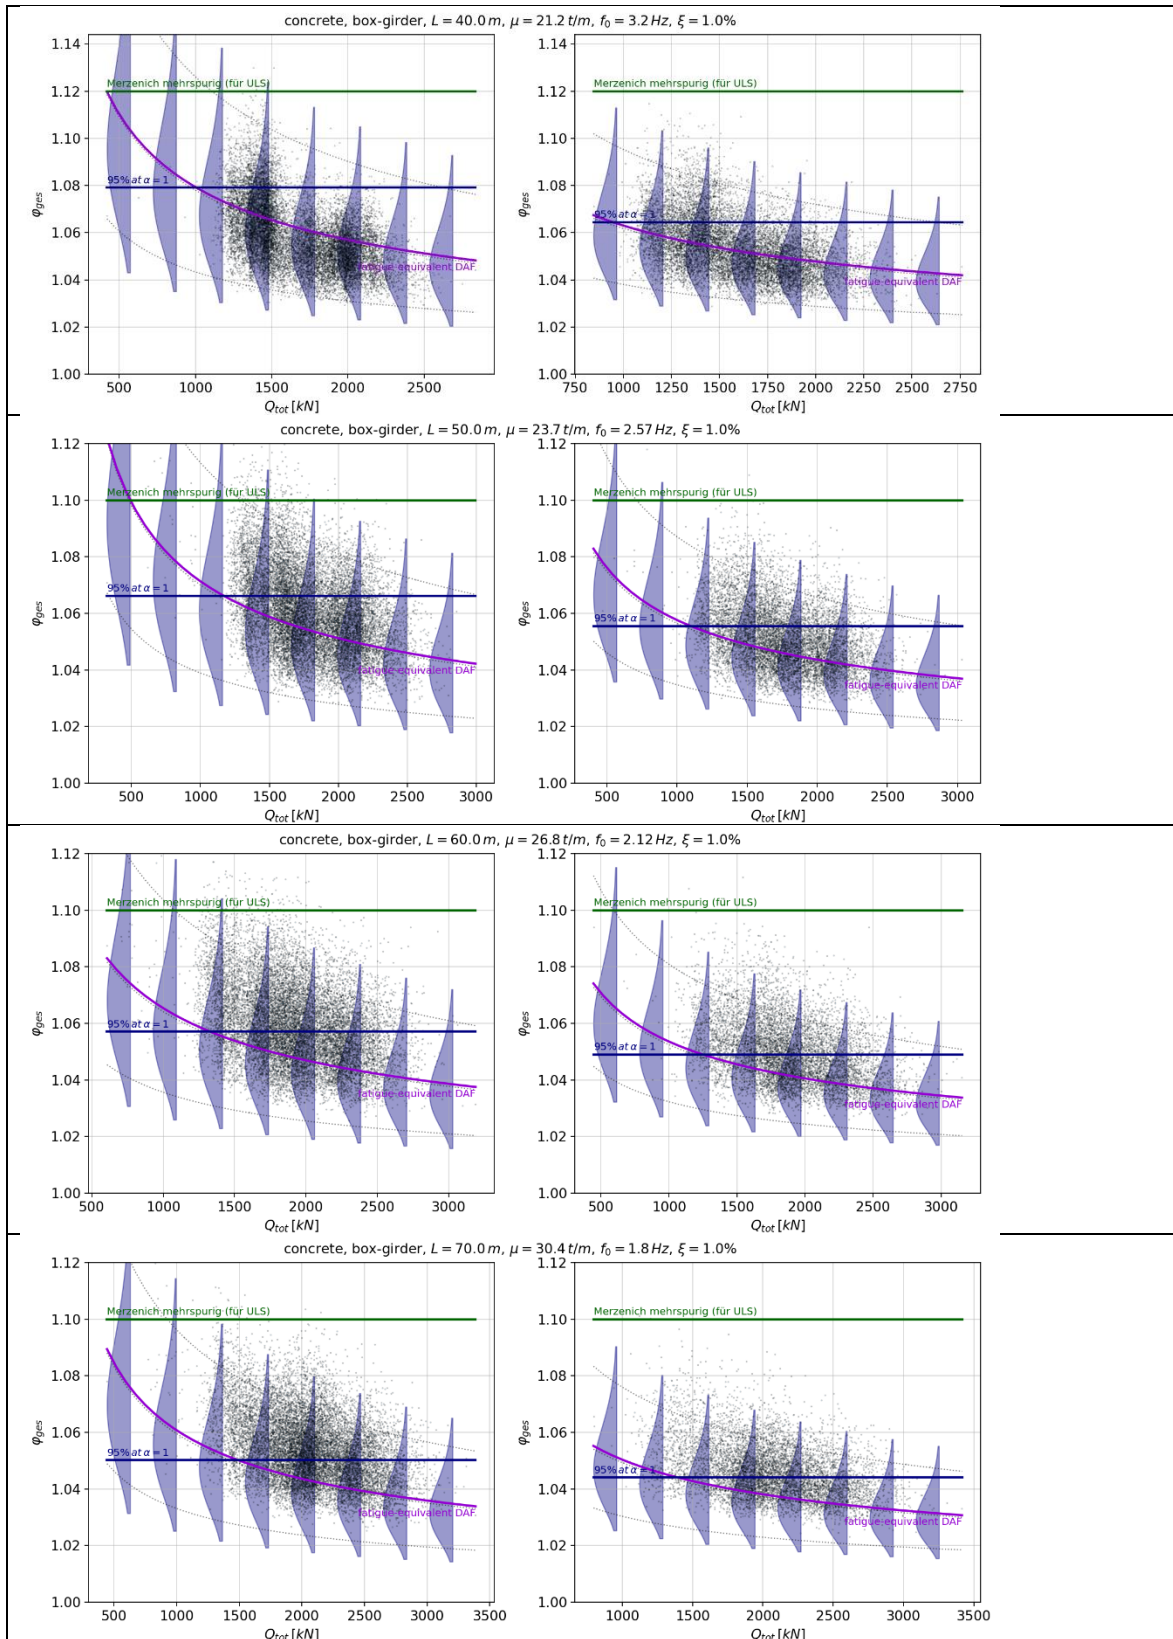 concrete, box-girder, L = 40.0 m, μ = 21.2 t/m, f₀ = 3.2 Hz, ξ = 1.0%
1.14
1.12
1.10
1.08
1.06
1.04
1.02
1.00
φges
Merzenich mehrspurig (für ULS)
95% at α = 1
fatigue-equivalent DAF
500 1000 1500 2000 2500
Qtot [kN]
1.14
1.12
1.10
1.08
1.06
1.04
1.02
1.00
φges
Merzenich mehrspurig (für ULS)
95% at α = 1
fatigue-equivalent DAF
750 1000 1250 1500 1750 2000 2250 2500 2750
Qtot [kN]
concrete, box-girder, L = 50.0 m, μ = 23.7 t/m, f₀ = 2.57 Hz, ξ = 1.0%
1.12
1.10
1.08
1.06
1.04
1.02
1.00
φges
Merzenich mehrspurig (für ULS)
95% at α = 1
fatigue-equivalent DAF
500 1000 1500 2000 2500 3000
Qtot [kN]
1.12
1.10
1.08
1.06
1.04
1.02
1.00
φges
Merzenich mehrspurig (für ULS)
95% at α = 1
fatigue-equivalent DAF
500 1000 1500 2000 2500 3000
Qtot [kN]
concrete, box-girder, L = 60.0 m, μ = 26.8 t/m, f₀ = 2.12 Hz, ξ = 1.0%
1.12
1.10
1.08
1.06
1.04
1.02
1.00
φges
Merzenich mehrspurig (für ULS)
95% at α = 1
fatigue-equivalent DAF
500 1000 1500 2000 2500 3000
Qtot [kN]
1.12
1.10
1.08
1.06
1.04
1.02
1.00
φges
Merzenich mehrspurig (für ULS)
95% at α = 1
fatigue-equivalent DAF
500 1000 1500 2000 2500 3000
Qtot [kN]
concrete, box-girder, L = 70.0 m, μ = 30.4 t/m, f₀ = 1.8 Hz, ξ = 1.0%
1.12
1.10
1.08
1.06
1.04
1.02
1.00
φges
Merzenich mehrspurig (für ULS)
95% at α = 1
fatigue-equivalent DAF
500 1000 1500 2000 2500 3000 3500
Qtot [kN]
1.12
1.10
1.08
1.06
1.04
1.02
1.00
φges
Merzenich mehrspurig (für ULS)
95% at α = 1
fatigue-equivalent DAF
1000 1500 2000 2500 3000 3500
Qtot [kN]